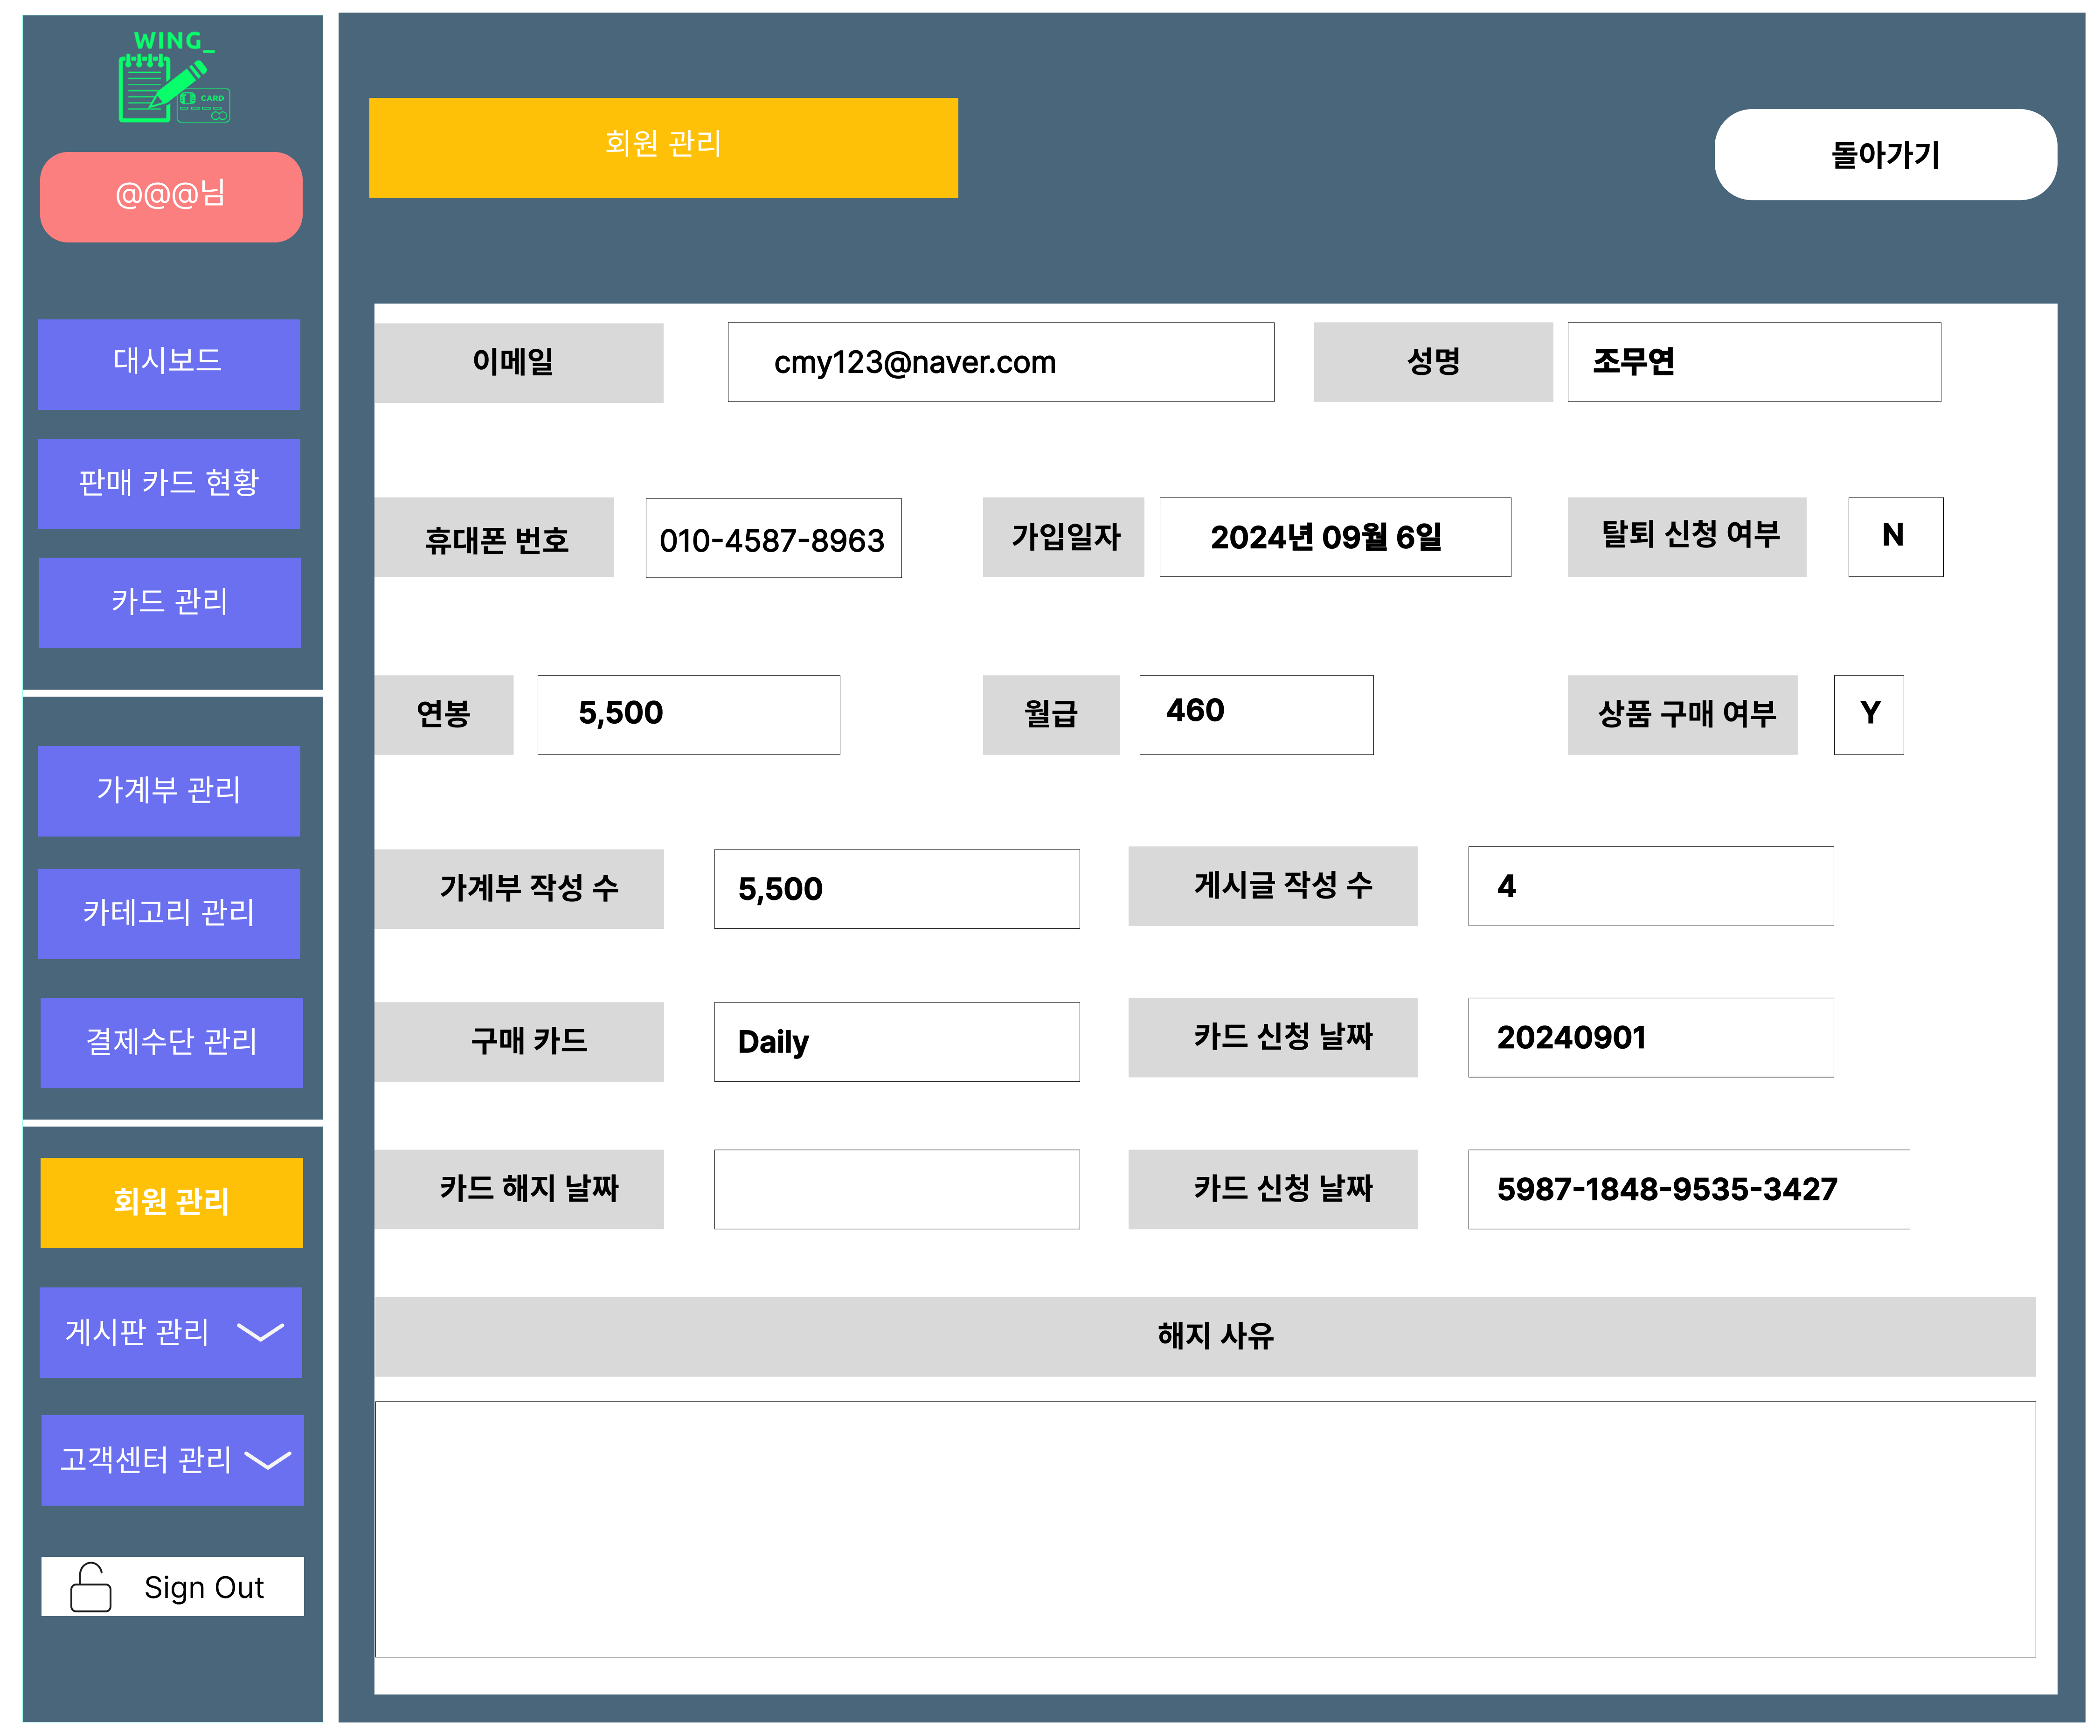 WING_
CARD
@@@님
대시보드
판매 카드 현황
카드 관리
가계부 관리
카테고리 관리
결제수단 관리
회원 관리
게시판 관리
고객센터 관리
Sign Out
회원 관리
돌아가기
이메일 cmy123@naver.com 성명 조무연
휴대폰 번호 010-4587-8963 가입일자 2024년 09월 6일 탈퇴 신청 여부 N
연봉 5,500 월급 460 상품 구매 여부 Y
가계부 작성 수 5,500 게시글 작성 수 4
구매 카드 Daily 카드 신청 날짜 20240901
카드 해지 날짜 카드 신청 날짜 5987-1848-9535-3427
해지 사유